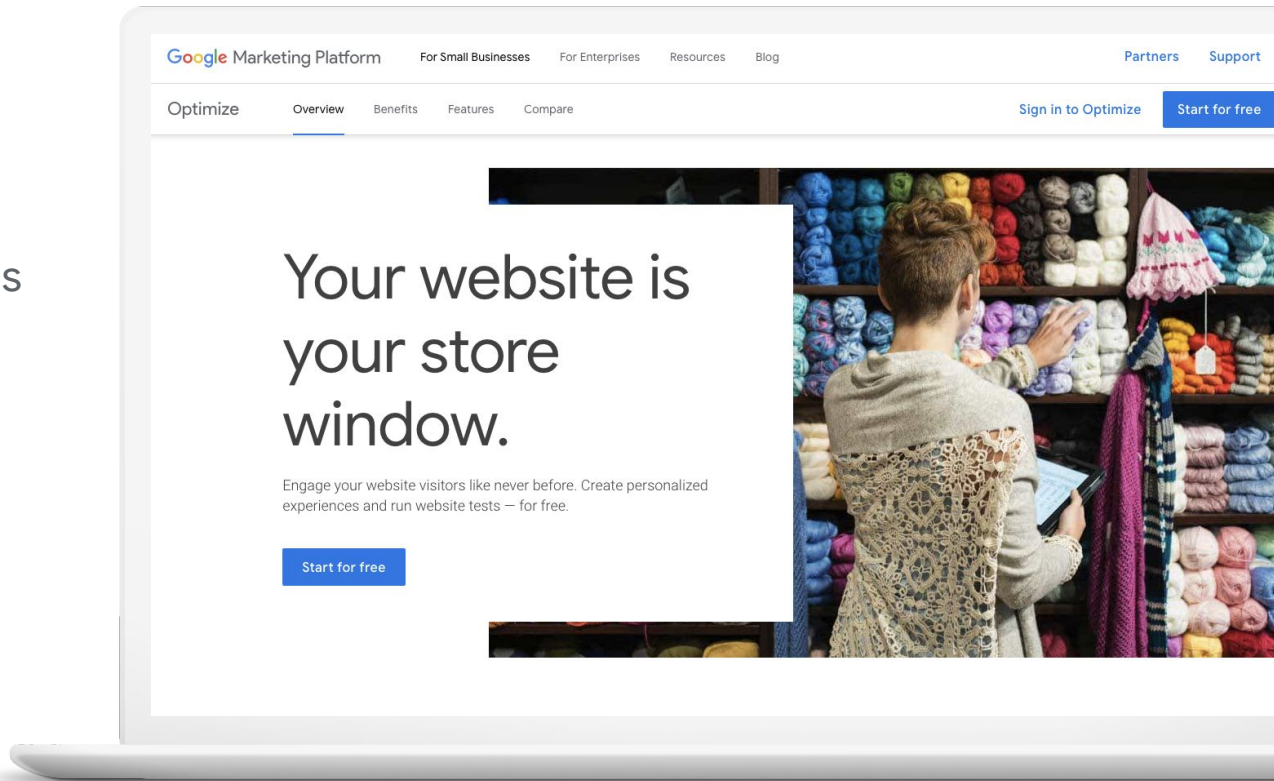 Google Marketing Platform For Small Businesses For Enterprises Resources Blog Partners Support
Optimize Overview Benefits Features Compare Sign in to Optimize Start for free
s
Your website is
your store
window.
Engage your website visitors like never before. Create personalized
experiences and run website tests — for free.
Start for free